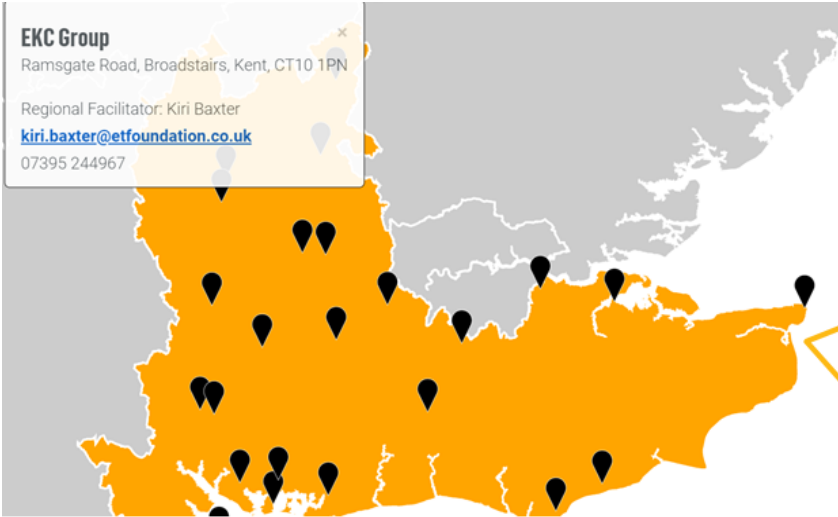 EKC Group
×
Ramsgate Road, Broadstairs, Kent, CT10 1PN
Regional Facilitator: Kiri Baxter
kiri.baxter@etfoundation.co.uk
07395 244967